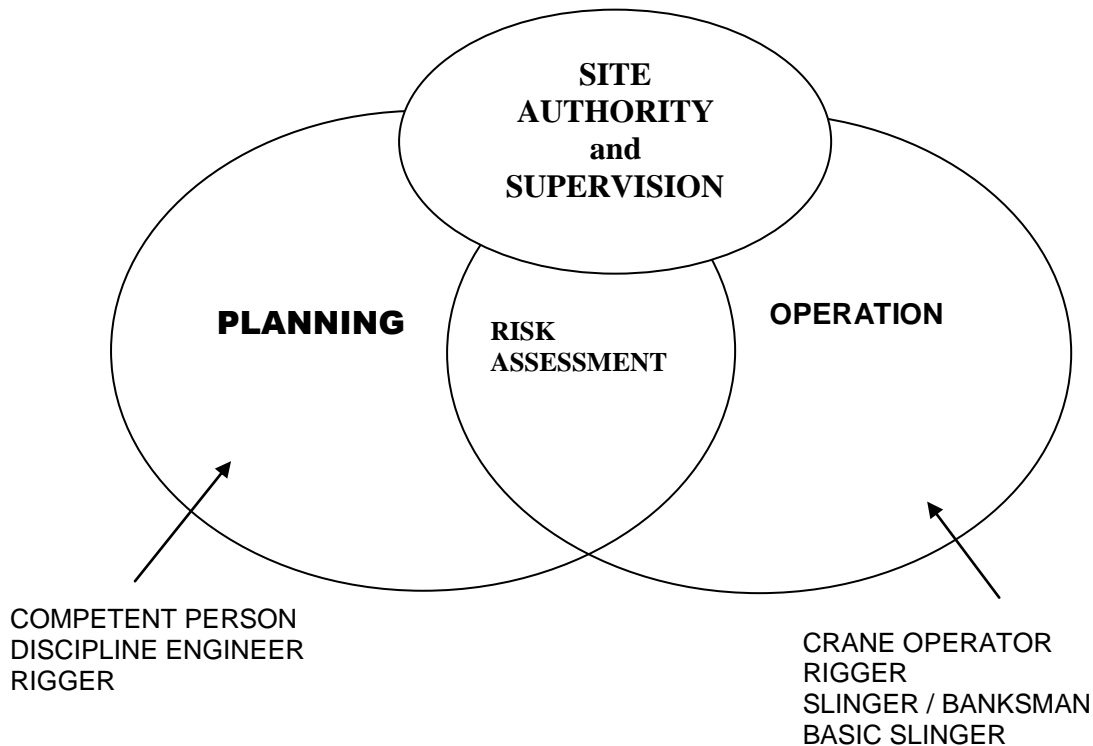 SITE
AUTHORITY
and
SUPERVISION
PLANNING
RISK
ASSESSMENT
OPERATION
COMPETENT PERSON
DISCIPLINE ENGINEER
RIGGER
CRANE OPERATOR
RIGGER
SLINGER / BANKSMAN
BASIC SLINGER